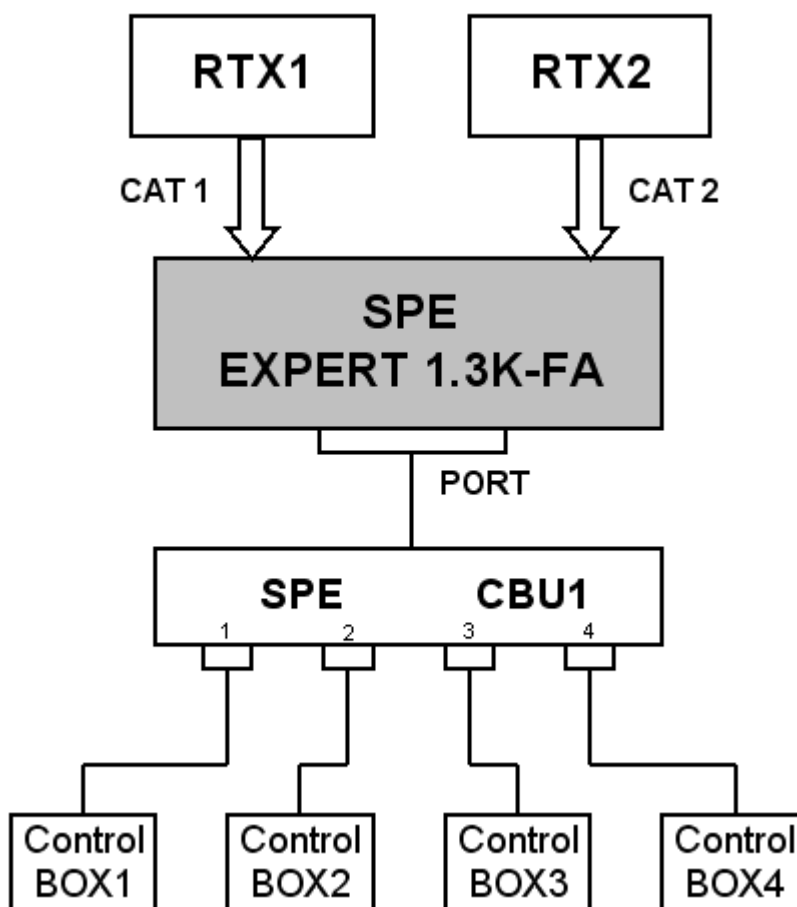 RTX1 RTX2
CAT 1 CAT 2
SPE
EXPERT 1.3K-FA
PORT
SPE CBU1
1 2 3 4
Control Control Control Control
BOX1 BOX2 BOX3 BOX4